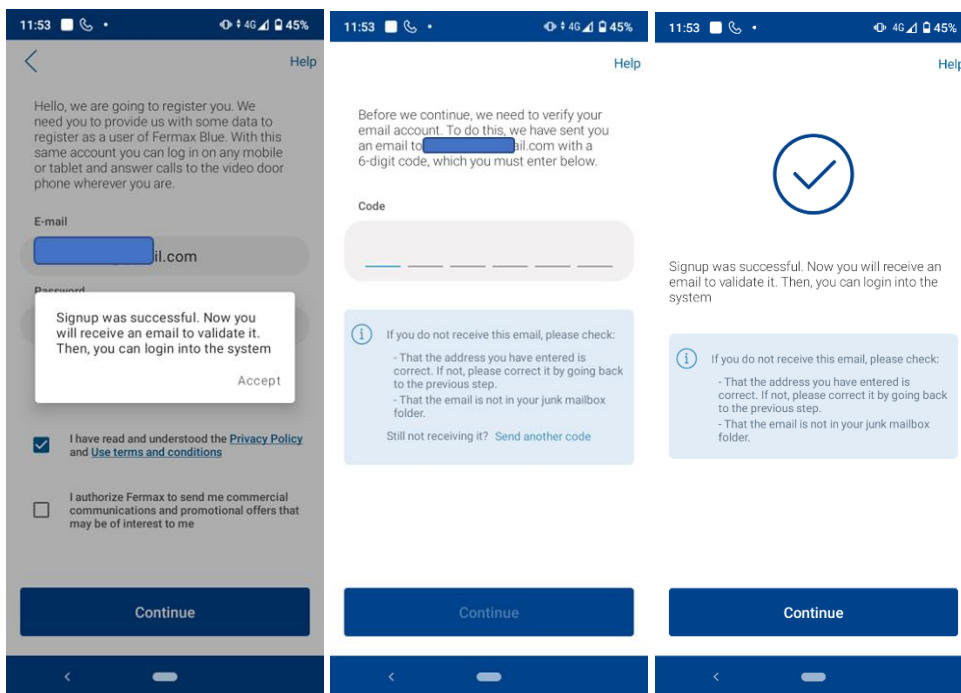 11:53 4G 45%
Help
Hello, we are going to register you. We
need you to provide us with some data to
register as a user of Fermax Blue. With this
same account you can log in on any mobile
or tablet and answer calls to the video door
phone wherever you are.
E-mail
il.com
Password
Signup was successful. Now you
will receive an email to validate it.
Then, you can login into the system
Accept
I have read and understood the Privacy Policy
and Use terms and conditions
I authorize Fermax to send me commercial
communications and promotional offers that
may be of interest to me
Continue
11:53 4G 45%
Help
Before we continue, we need to verify your
email account. To do this, we have sent you
an email to ail.com with a
6-digit code, which you must enter below.
Code
If you do not receive this email, please check:
- That the address you have entered is
correct. If not, please correct it by going back
to the previous step.
- That the email is not in your junk mailbox
folder.
Still not receiving it? Send another code
Continue
11:53 4G 45%
Help
Signup was successful. Now you will receive an
email to validate it. Then, you can login into the
system
If you do not receive this email, please check:
- That the address you have entered is
correct. If not, please correct it by going back
to the previous step.
- That the email is not in your junk mailbox
folder.
Continue